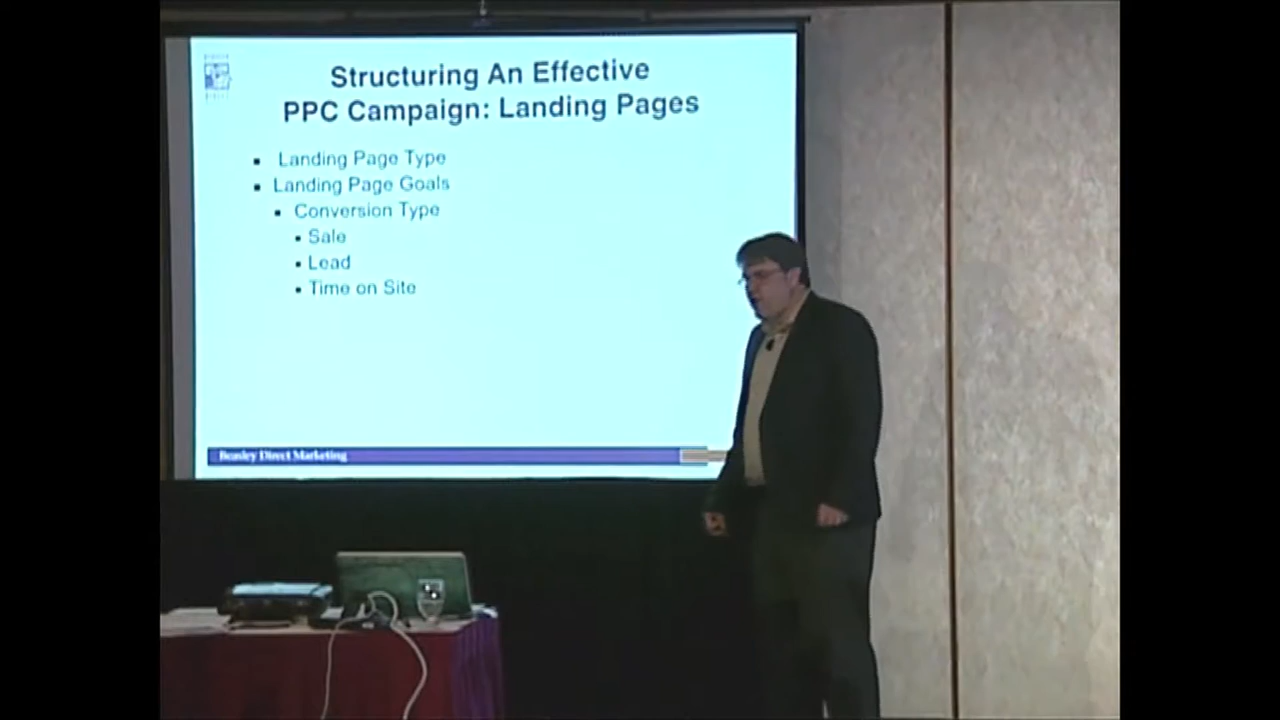 Structuring An Effective
PPC Campaign: Landing Pages
Landing Page Type
Landing Page Goals
Conversion Type
Sale
Lead
Time on Site
Beasley Direct Marketing